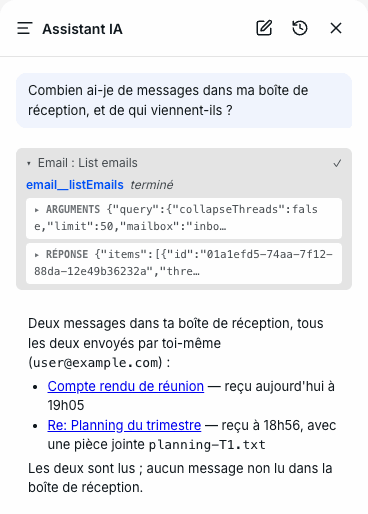 Assistant IA
Combien ai-je de messages dans ma boîte de
réception, et de qui viennent-ils ?
▾ Email : List emails ✓
email__listEmails terminé
▸ ARGUMENTS {"query":{"collapseThreads":fals
e,"limit":50,"mailbox":"inbo…
▸ RÉPONSE {"items":[{"id":"01a1efd5-74aa-7f12-
88da-12e49b36232a","thre…
Deux messages dans ta boîte de réception, tous
les deux envoyés par toi-même
(user@example.com) :
• Compte rendu de réunion — reçu aujourd'hui à
19h05
• Re: Planning du trimestre — reçu à 18h56, avec
une pièce jointe planning-T1.txt
Les deux sont lus ; aucun message non lu dans la
boîte de réception.